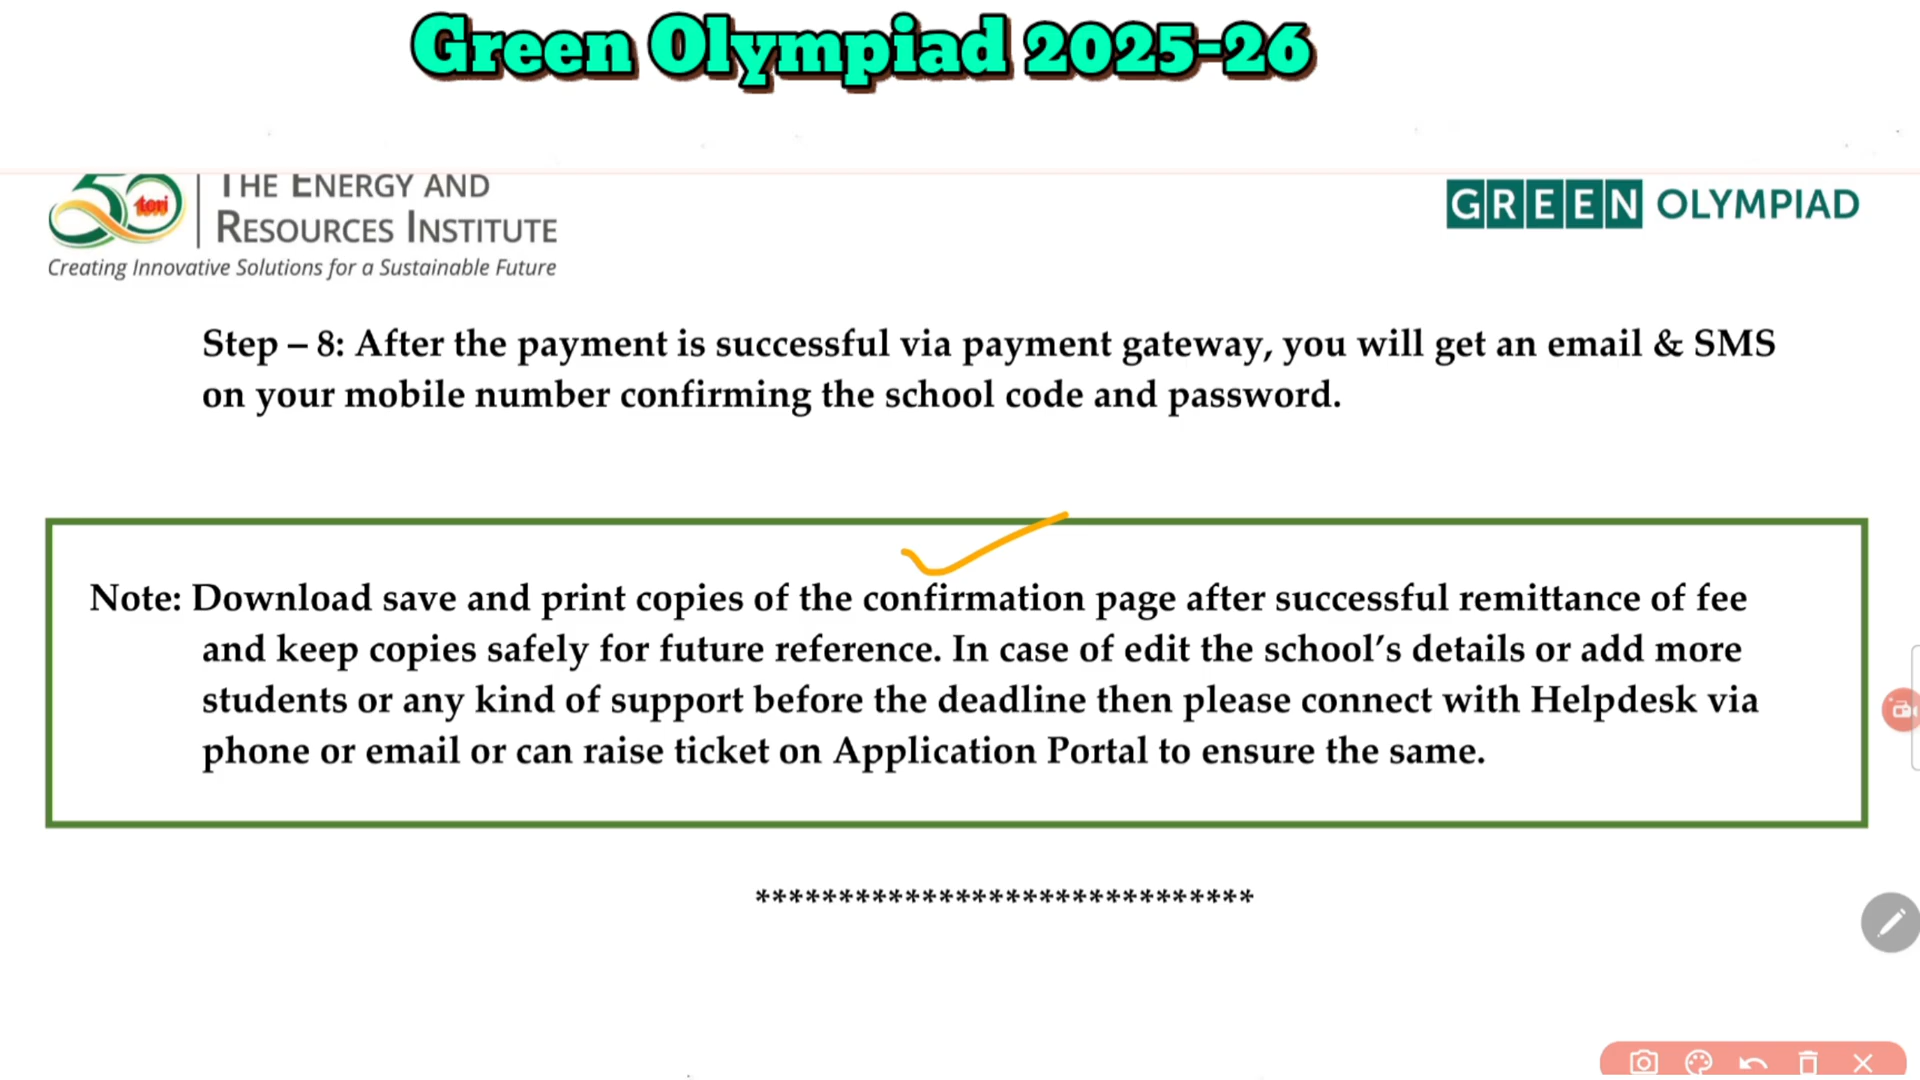 Green Olympiad 2025-26
THE ENERGY AND
RESOURCES INSTITUTE
Creating Innovative Solutions for a Sustainable Future
50
teri
GREEN OLYMPIAD
Step – 8: After the payment is successful via payment gateway, you will get an email & SMS
on your mobile number confirming the school code and password.
Note: Download save and print copies of the confirmation page after successful remittance of fee
and keep copies safely for future reference. In case of edit the school's details or add more
students or any kind of support before the deadline then please connect with Helpdesk via
phone or email or can raise ticket on Application Portal to ensure the same.
******************************